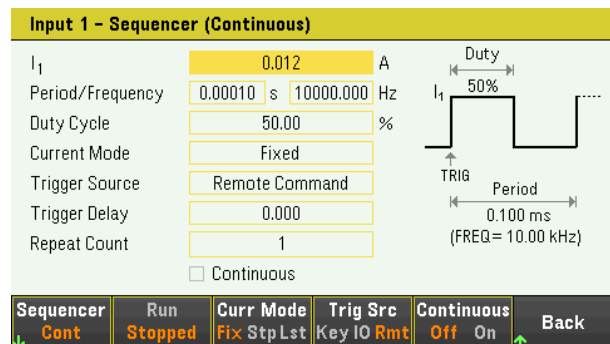 Input 1 – Sequencer (Continuous)
I1 0.012 A
Period/Frequency 0.00010 s 10000.000 Hz
Duty Cycle 50.00 %
Current Mode Fixed
Trigger Source Remote Command
Trigger Delay 0.000
Repeat Count 1
Continuous
Duty
50%
I1
TRIG
Period
0.100 ms
(FREQ= 10.00 kHz)
Sequencer Run Curr Mode Trig Src Continuous Back
Cont Stopped Fix Stp Lst Key IO Rmt Off On